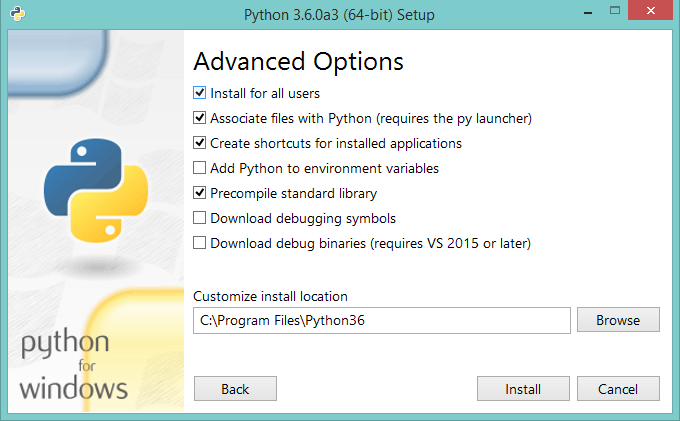 Python 3.6.0a3 (64-bit) Setup
Advanced Options
Install for all users
Associate files with Python (requires the py launcher)
Create shortcuts for installed applications
Add Python to environment variables
Precompile standard library
Download debugging symbols
Download debug binaries (requires VS 2015 or later)
Customize install location
C:\Program Files\Python36
Browse
python
for
windows
Back
Install
Cancel